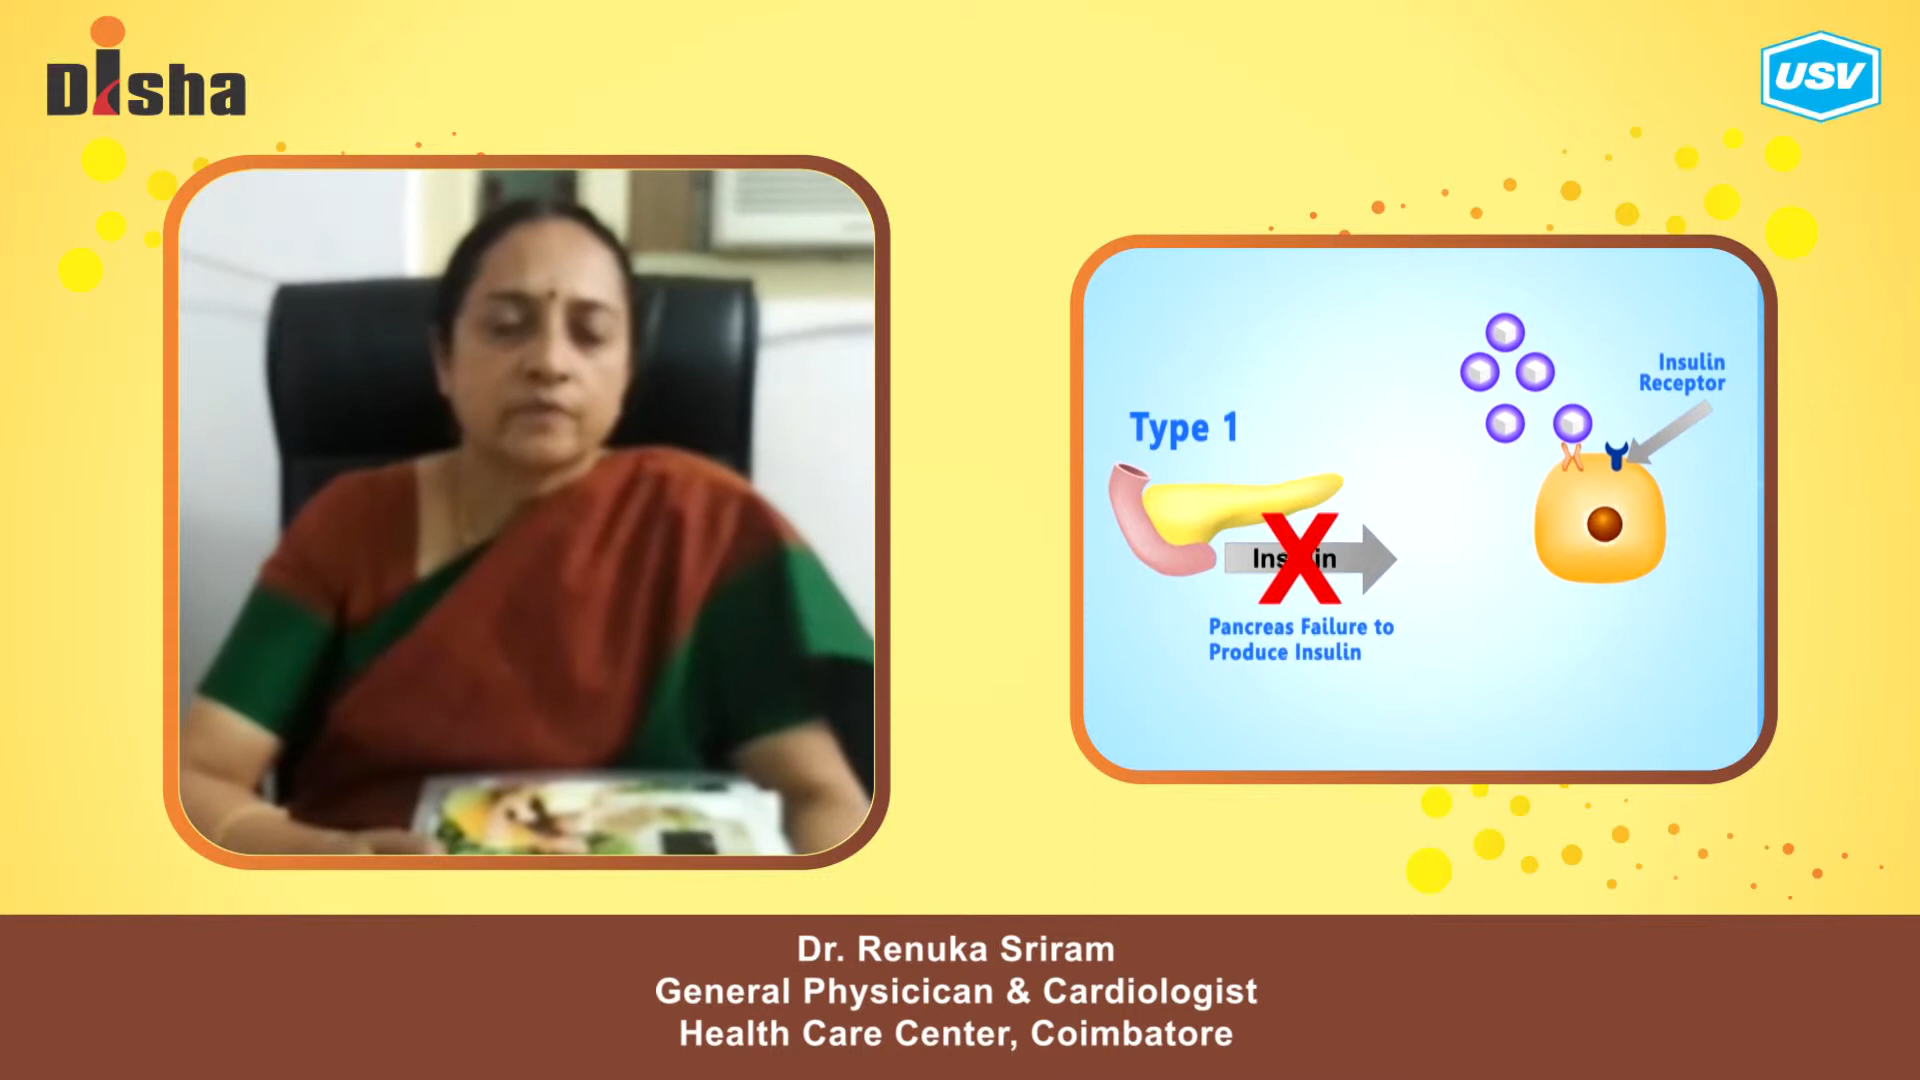 Disha
USV
Type 1
Insulin
Receptor
Insulin
Pancreas Failure to
Produce Insulin
Dr. Renuka Sriram
General Physicican & Cardiologist
Health Care Center, Coimbatore